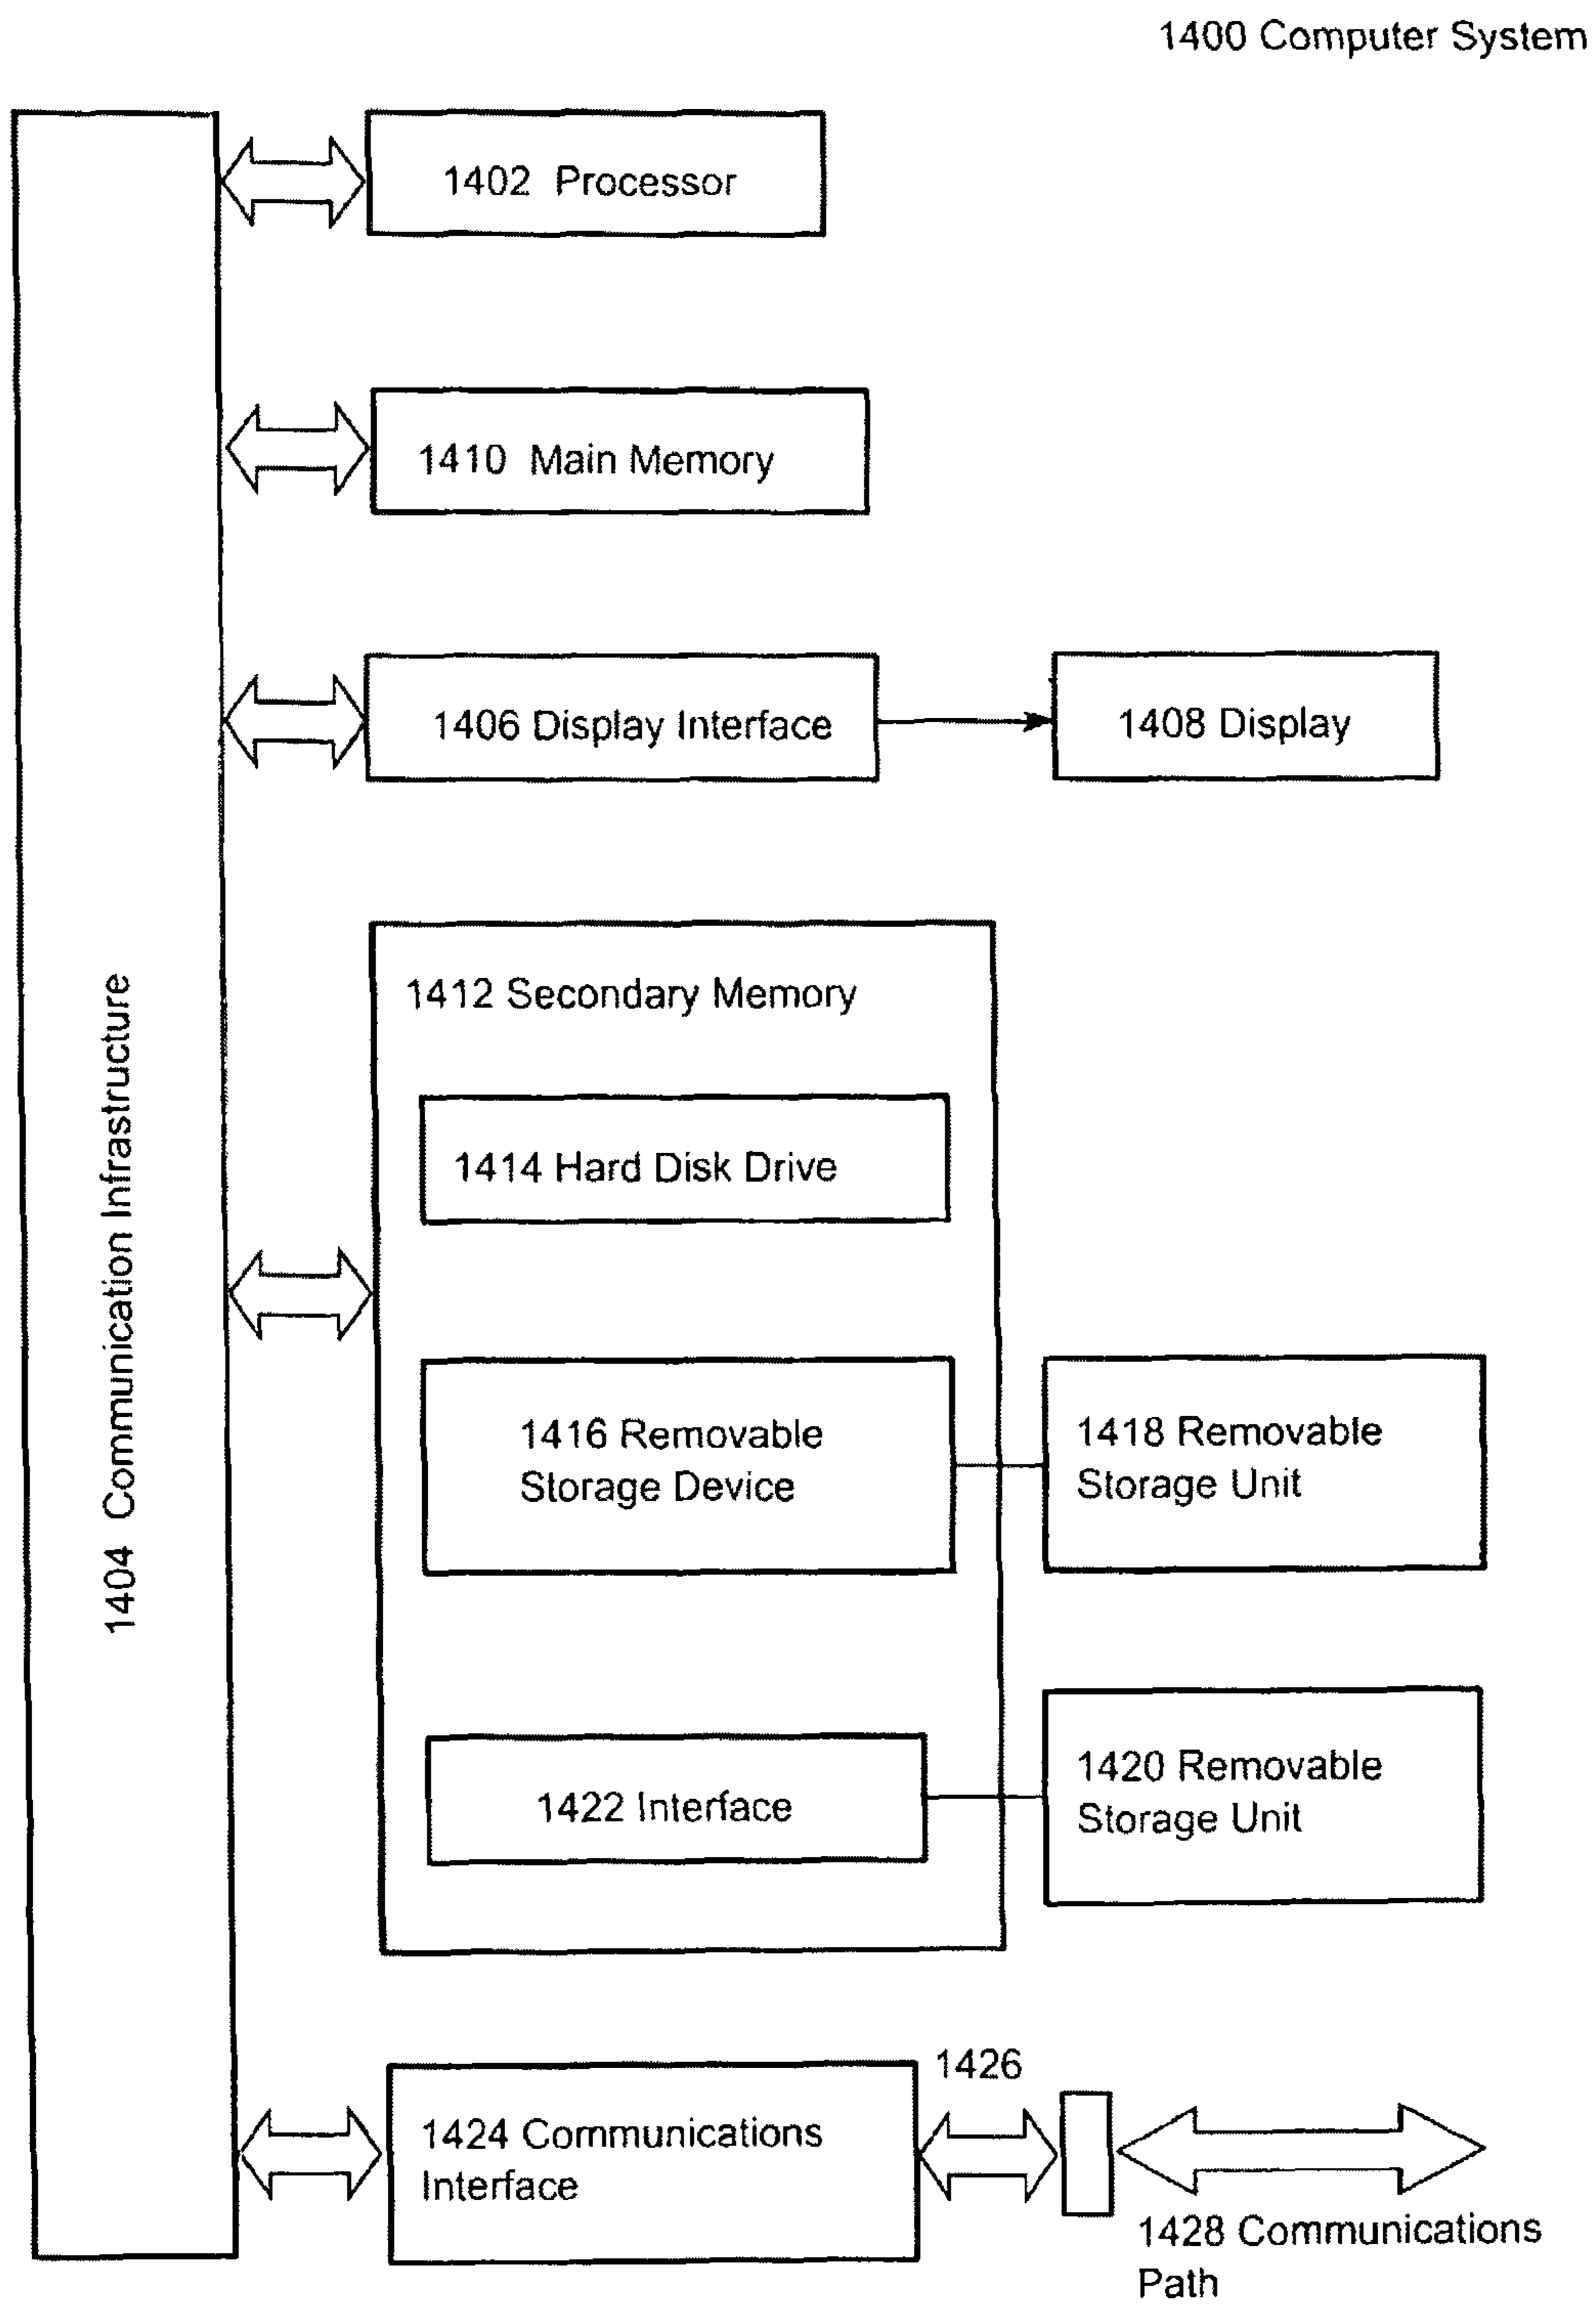 1400 Computer System
1402 Processor
1410 Main Memory
1406 Display Interface
1408 Display
1404 Communication Infrastructure
1412 Secondary Memory
1414 Hard Disk Drive
1416 Removable
Storage Device
1418 Removable
Storage Unit
1422 Interface
1420 Removable
Storage Unit
1424 Communications
Interface
1426
1428 Communications
Path